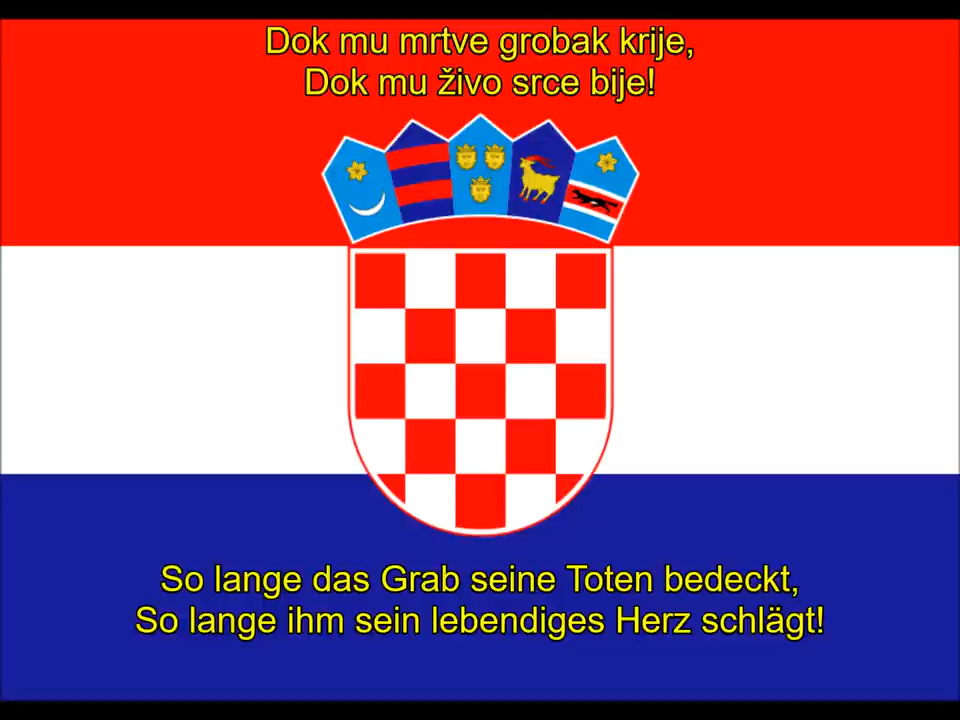 Dok mu mrtve grobak krije,
Dok mu živo srce bije!
So lange das Grab seine Toten bedeckt,
So lange ihm sein lebendiges Herz schlägt!